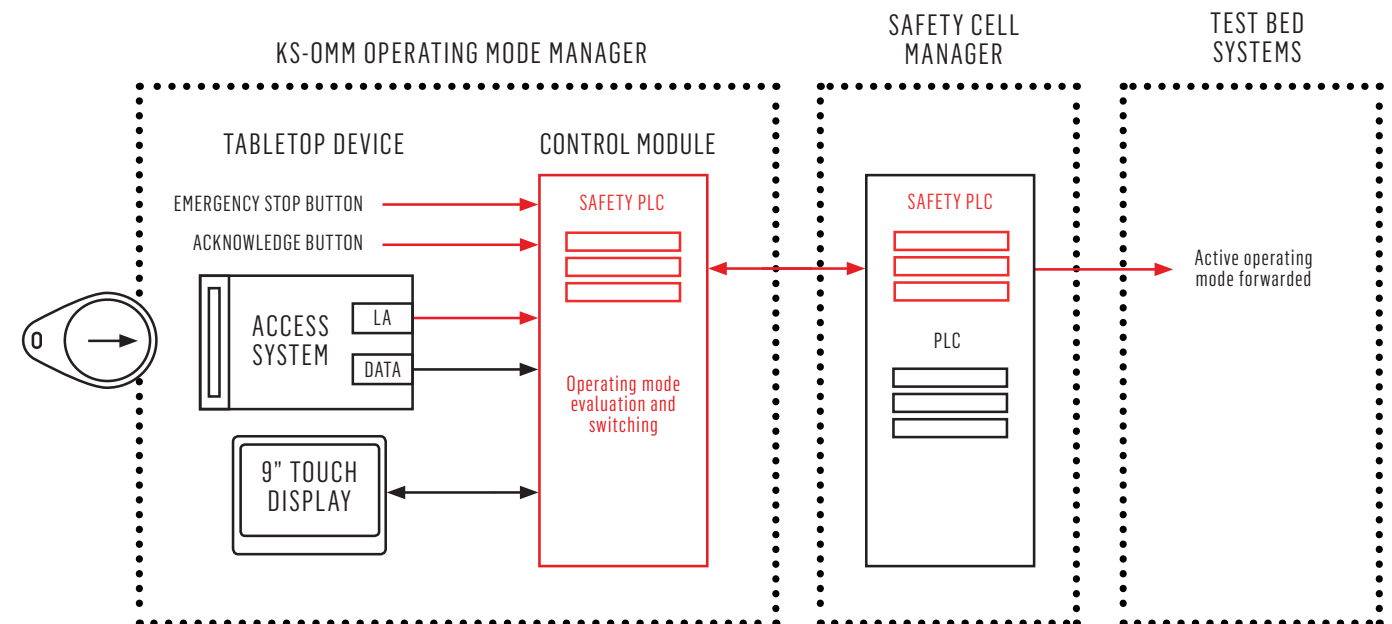 KS-OMM OPERATING MODE MANAGER
SAFETY CELL
MANAGER
TEST BED
SYSTEMS
TABLETOP DEVICE
CONTROL MODULE
EMERGENCY STOP BUTTON
ACKNOWLEDGE BUTTON
ACCESS
SYSTEM
LA
DATA
9" TOUCH
DISPLAY
SAFETY PLC
Operating mode
evaluation and
switching
SAFETY PLC
PLC
Active operating
mode forwarded